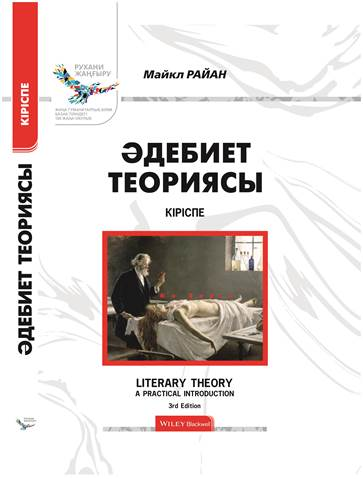 КІРІСПЕ
ӘДЕБИЕТ ТЕОРИЯСЫ
РУХАНИ
ЖАҢҒЫРУ
Майкл РАЙАН
ӘДЕБИЕТ
ТЕОРИЯСЫ
КІРІСПЕ
LITERARY THEORY
A PRACTICAL INTRODUCTION
3rd Edition
WILEY Blackwell